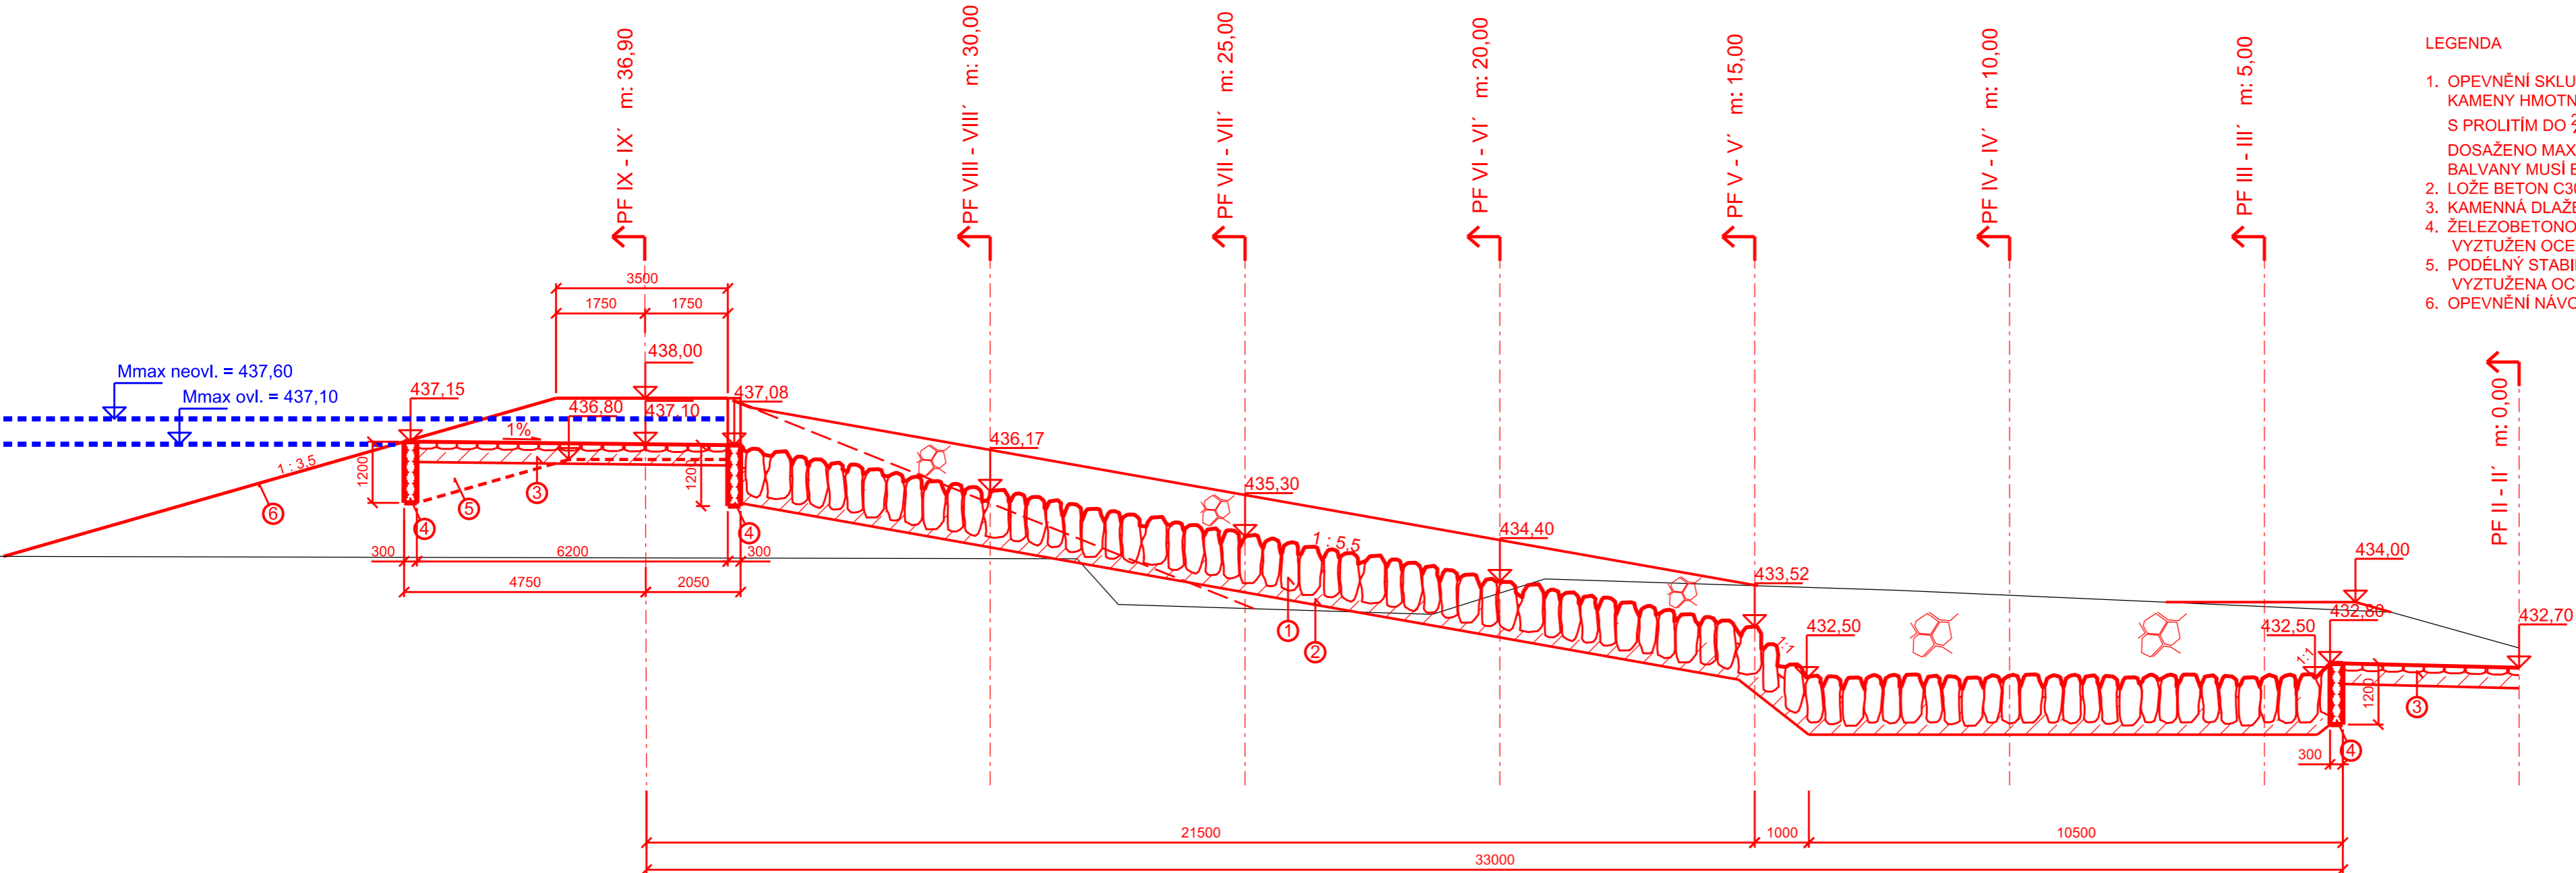 PF IX - IX´ m: 36,90
PF VIII - VIII´ m: 30,00
PF VII - VII´ m: 25,00
PF VI - VI´ m: 20,00
PF V - V´ m: 15,00
PF IV - IV´ m: 10,00
PF III - III´ m: 5,00
PF II - II´ m: 0,00
LEGENDA
1. OPEVNĚNÍ SKLU
KAMENY HMOTN
S PROLITÍM DO
DOSAŽENO MAX
BALVANY MUSÍ
2. LOŽE BETON C30
3. KAMENNÁ DLAŽE
4. ŽELEZOBETONO
VYZTUŽEN OCE
5. PODÉLNÝ STABI
VYZTUŽENA OC
6. OPEVNĚNÍ NÁVO
3500
1750 1750
438,00
Mmax neovl. = 437,60
Mmax ovl. = 437,10
437,15
436,80
437,10
437,08
1%
1 : 3,5
1200
1200
6
5
3
4
4
300 6200 300
4750 2050
436,17
435,30
434,40
433,52
1 : 5,5
1
2
1:1
432,50
432,50
1:1
434,00
432,80
432,70
1200
3
300
4
21500 1000 10500
33000